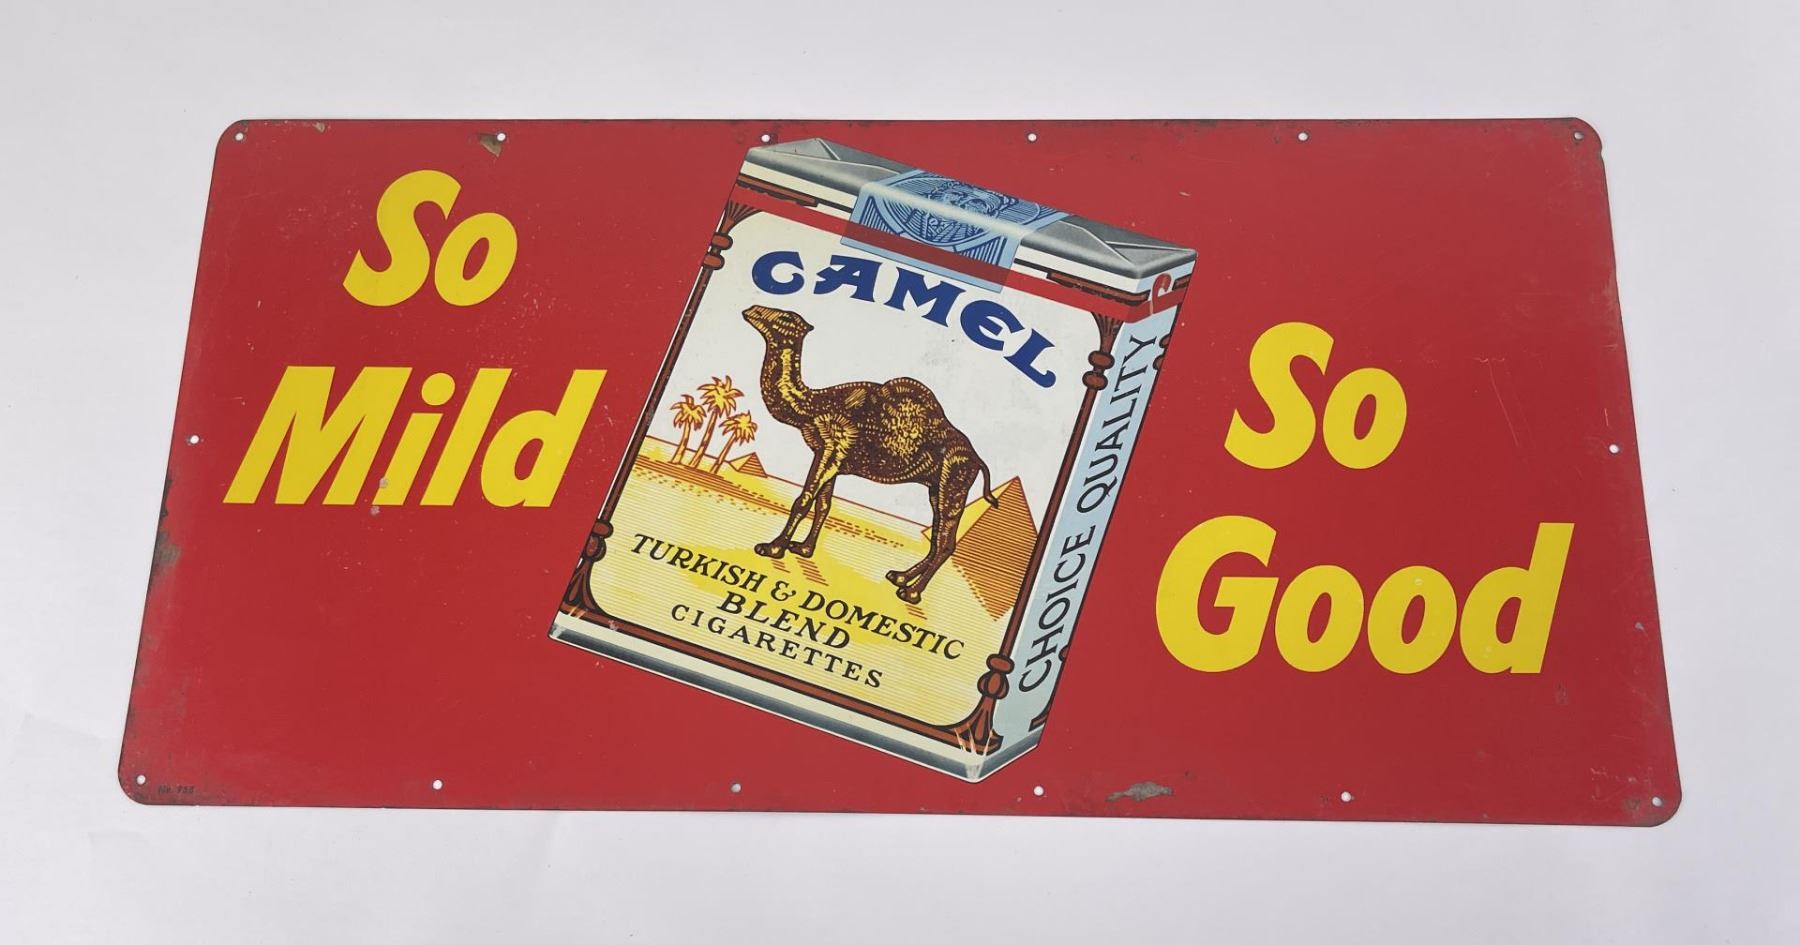 So
Mild
CAMEL
TURKISH & DOMESTIC
BLEND
CIGARETTES
CHOICE QUALITY
So
Good